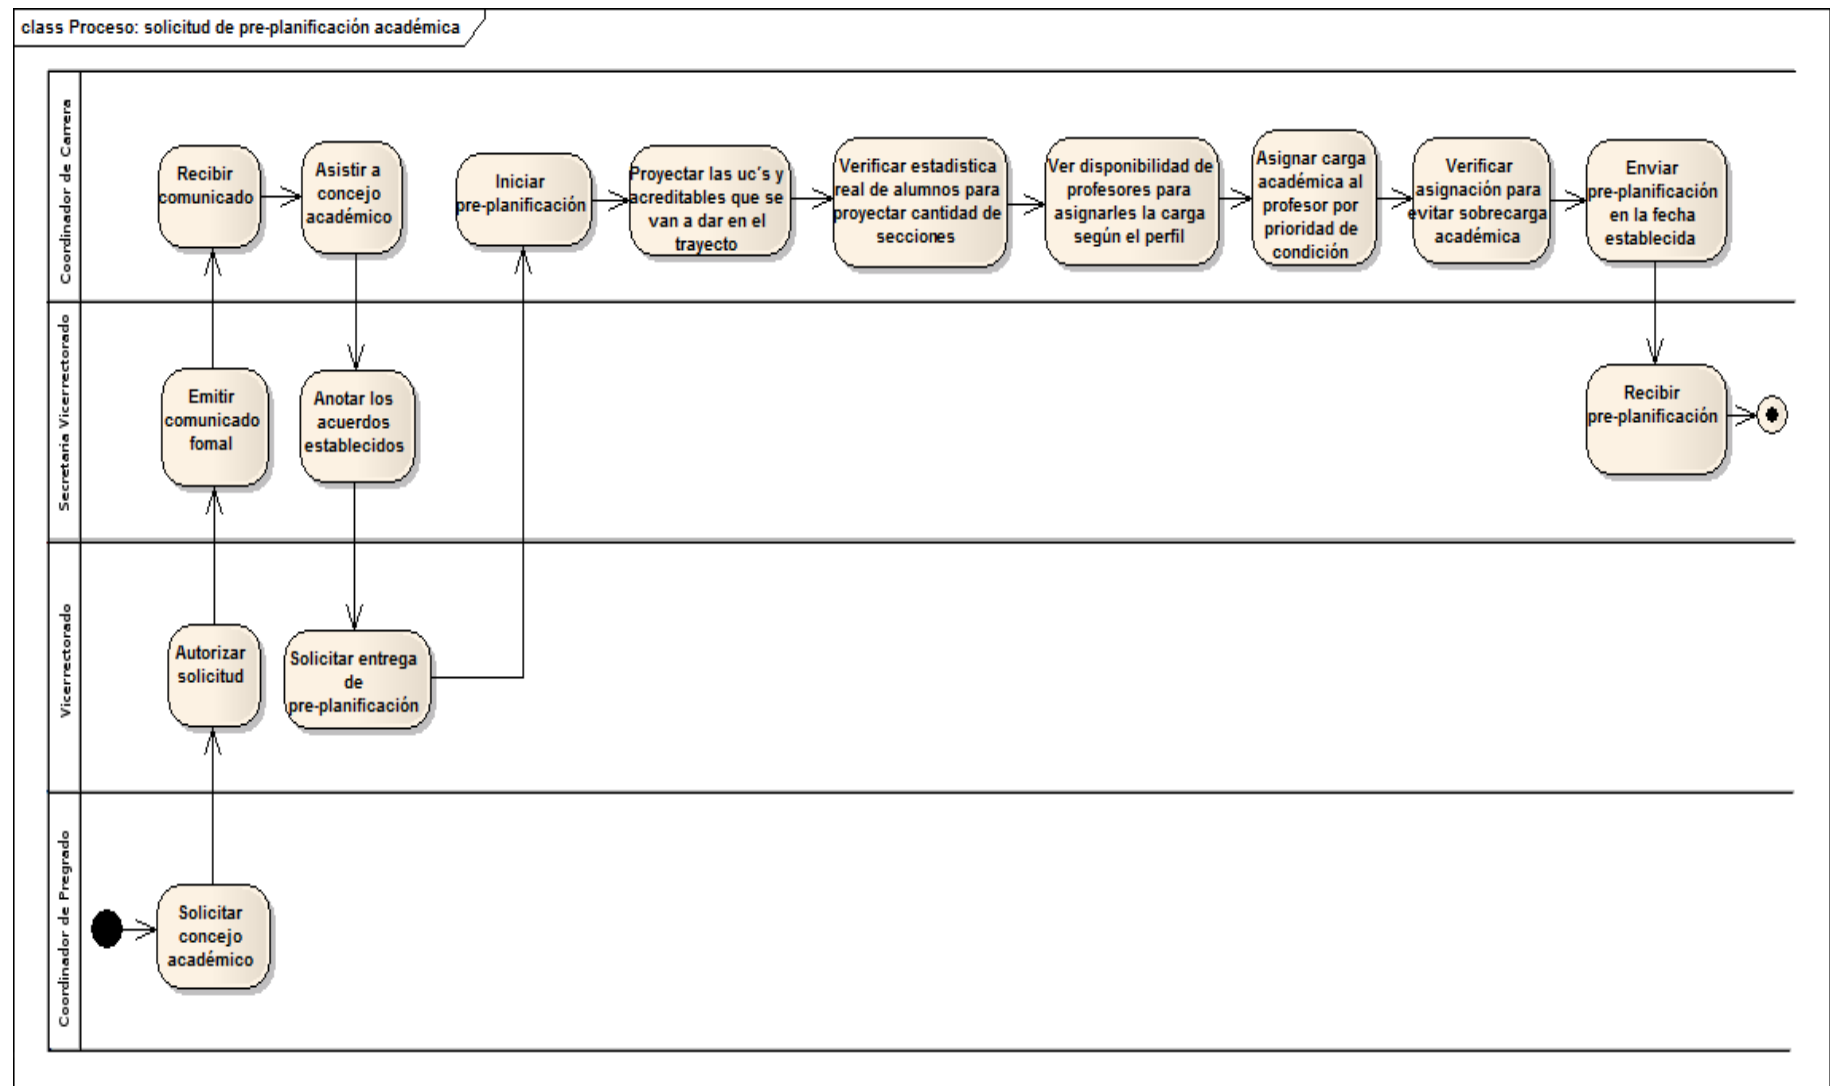 class Proceso: solicitud de pre-planificación académica
Coordinador de Carrera
Recibir
comunicado
Asistir a
concejo
académico
Iniciar
pre-planificación
Proyectar las uc´s y
acreditables que se
van a dar en el
trayecto
Verificar estadistica
real de alumnos para
proyectar cantidad de
secciones
Ver disponibilidad de
profesores para
asignarles la carga
según el perfil
Asignar carga
académica al
profesor por
prioridad de
condición
Verificar
asignación para
evitar sobrecarga
académica
Enviar
pre-planificación
en la fecha
establecida
Secretaria Vicerrectorado
Emitir
comunicado
fomal
Anotar los
acuerdos
establecidos
Recibir
pre-planificación
Vicerrectorado
Autorizar
solicitud
Solicitar entrega
de
pre-planificación
Coordinador de Pregrado
Solicitar
concejo
académico